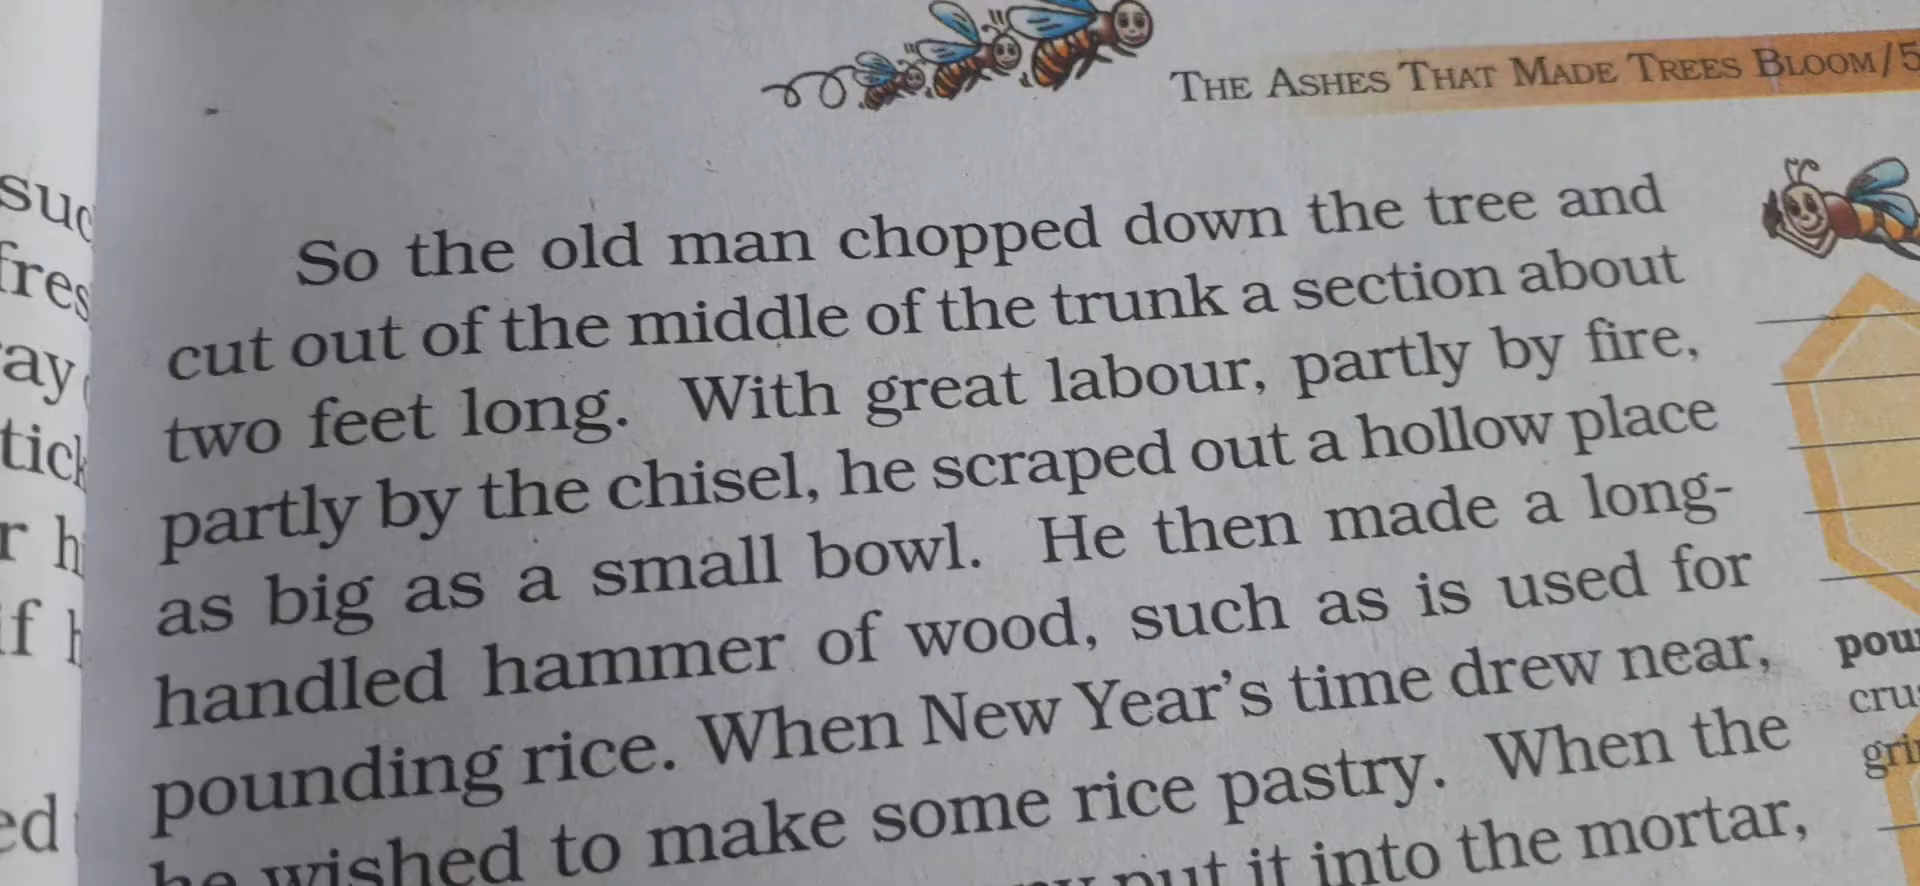 THE ASHES THAT MADE TREES BLOOM/5
So the old man chopped down the tree and
cut out of the middle of the trunk a section about
two feet long. With great labour, partly by fire,
partly by the chisel, he scraped out a hollow place
as big as a small bowl. He then made a long-
handled hammer of wood, such as is used for
pounding rice. When New Year’s time drew near,
he wished to make some rice pastry. When the
put it into the mortar,